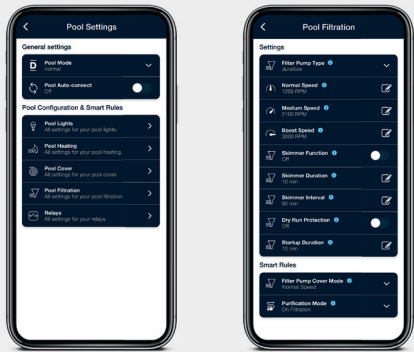 Pool Settings
General settings
Pool Mode
normal
Pool Auto-connect
Off
Pool Configuration & Smart Rules
Pool Lights
All settings for your pool lights.
Pool Heating
All settings for your pool heating.
Pool Cover
All settings for your pool cover.
Pool Filtration
All settings for your pool filtration.
Relays
All settings for your relays.
Pool Filtration
Settings
Filter Pump Type
duraflow
Normal Speed
1200 RPM
Medium Speed
2100 RPM
Boost Speed
3000 RPM
Skimmer Function
Off
Skimmer Duration
10 min
Skimmer Interval
60 min
Dry Run Protection
Off
Startup Duration
10 min
Smart Rules
Filter Pump Cover Mode
Normal Speed
Purification Mode
On Filtration